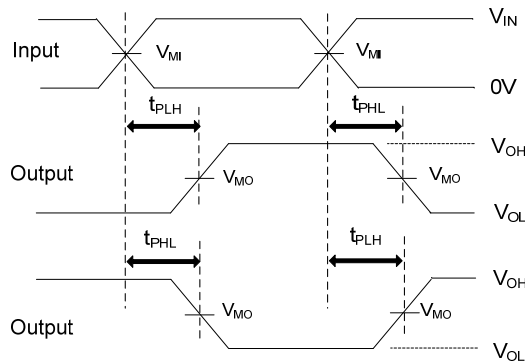 V_IN
Input
V_MI
V_MI
0V
t_PLH
t_PHL
V_OH
Output
V_MO
V_MO
V_OL
t_PHL
t_PLH
V_OH
Output
V_MO
V_MO
V_OL